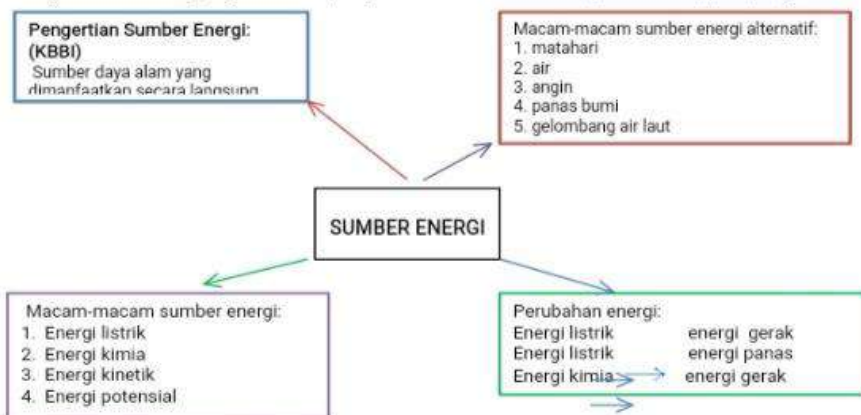 Pengertian Sumber Energi:
(KBBI)
Sumber daya alam yang
dimanfaatkan secara langsung
Macam-macam sumber energi alternatif:
1. matahari
2. air
3. angin
4. panas bumi
5. gelombang air laut
SUMBER ENERGI
Macam-macam sumber energi:
1. Energi listrik
2. Energi kimia
3. Energi kinetik
4. Energi potensial
Perubahan energi:
Energi listrik energi gerak
Energi listrik energi panas
Energi kimia energi gerak